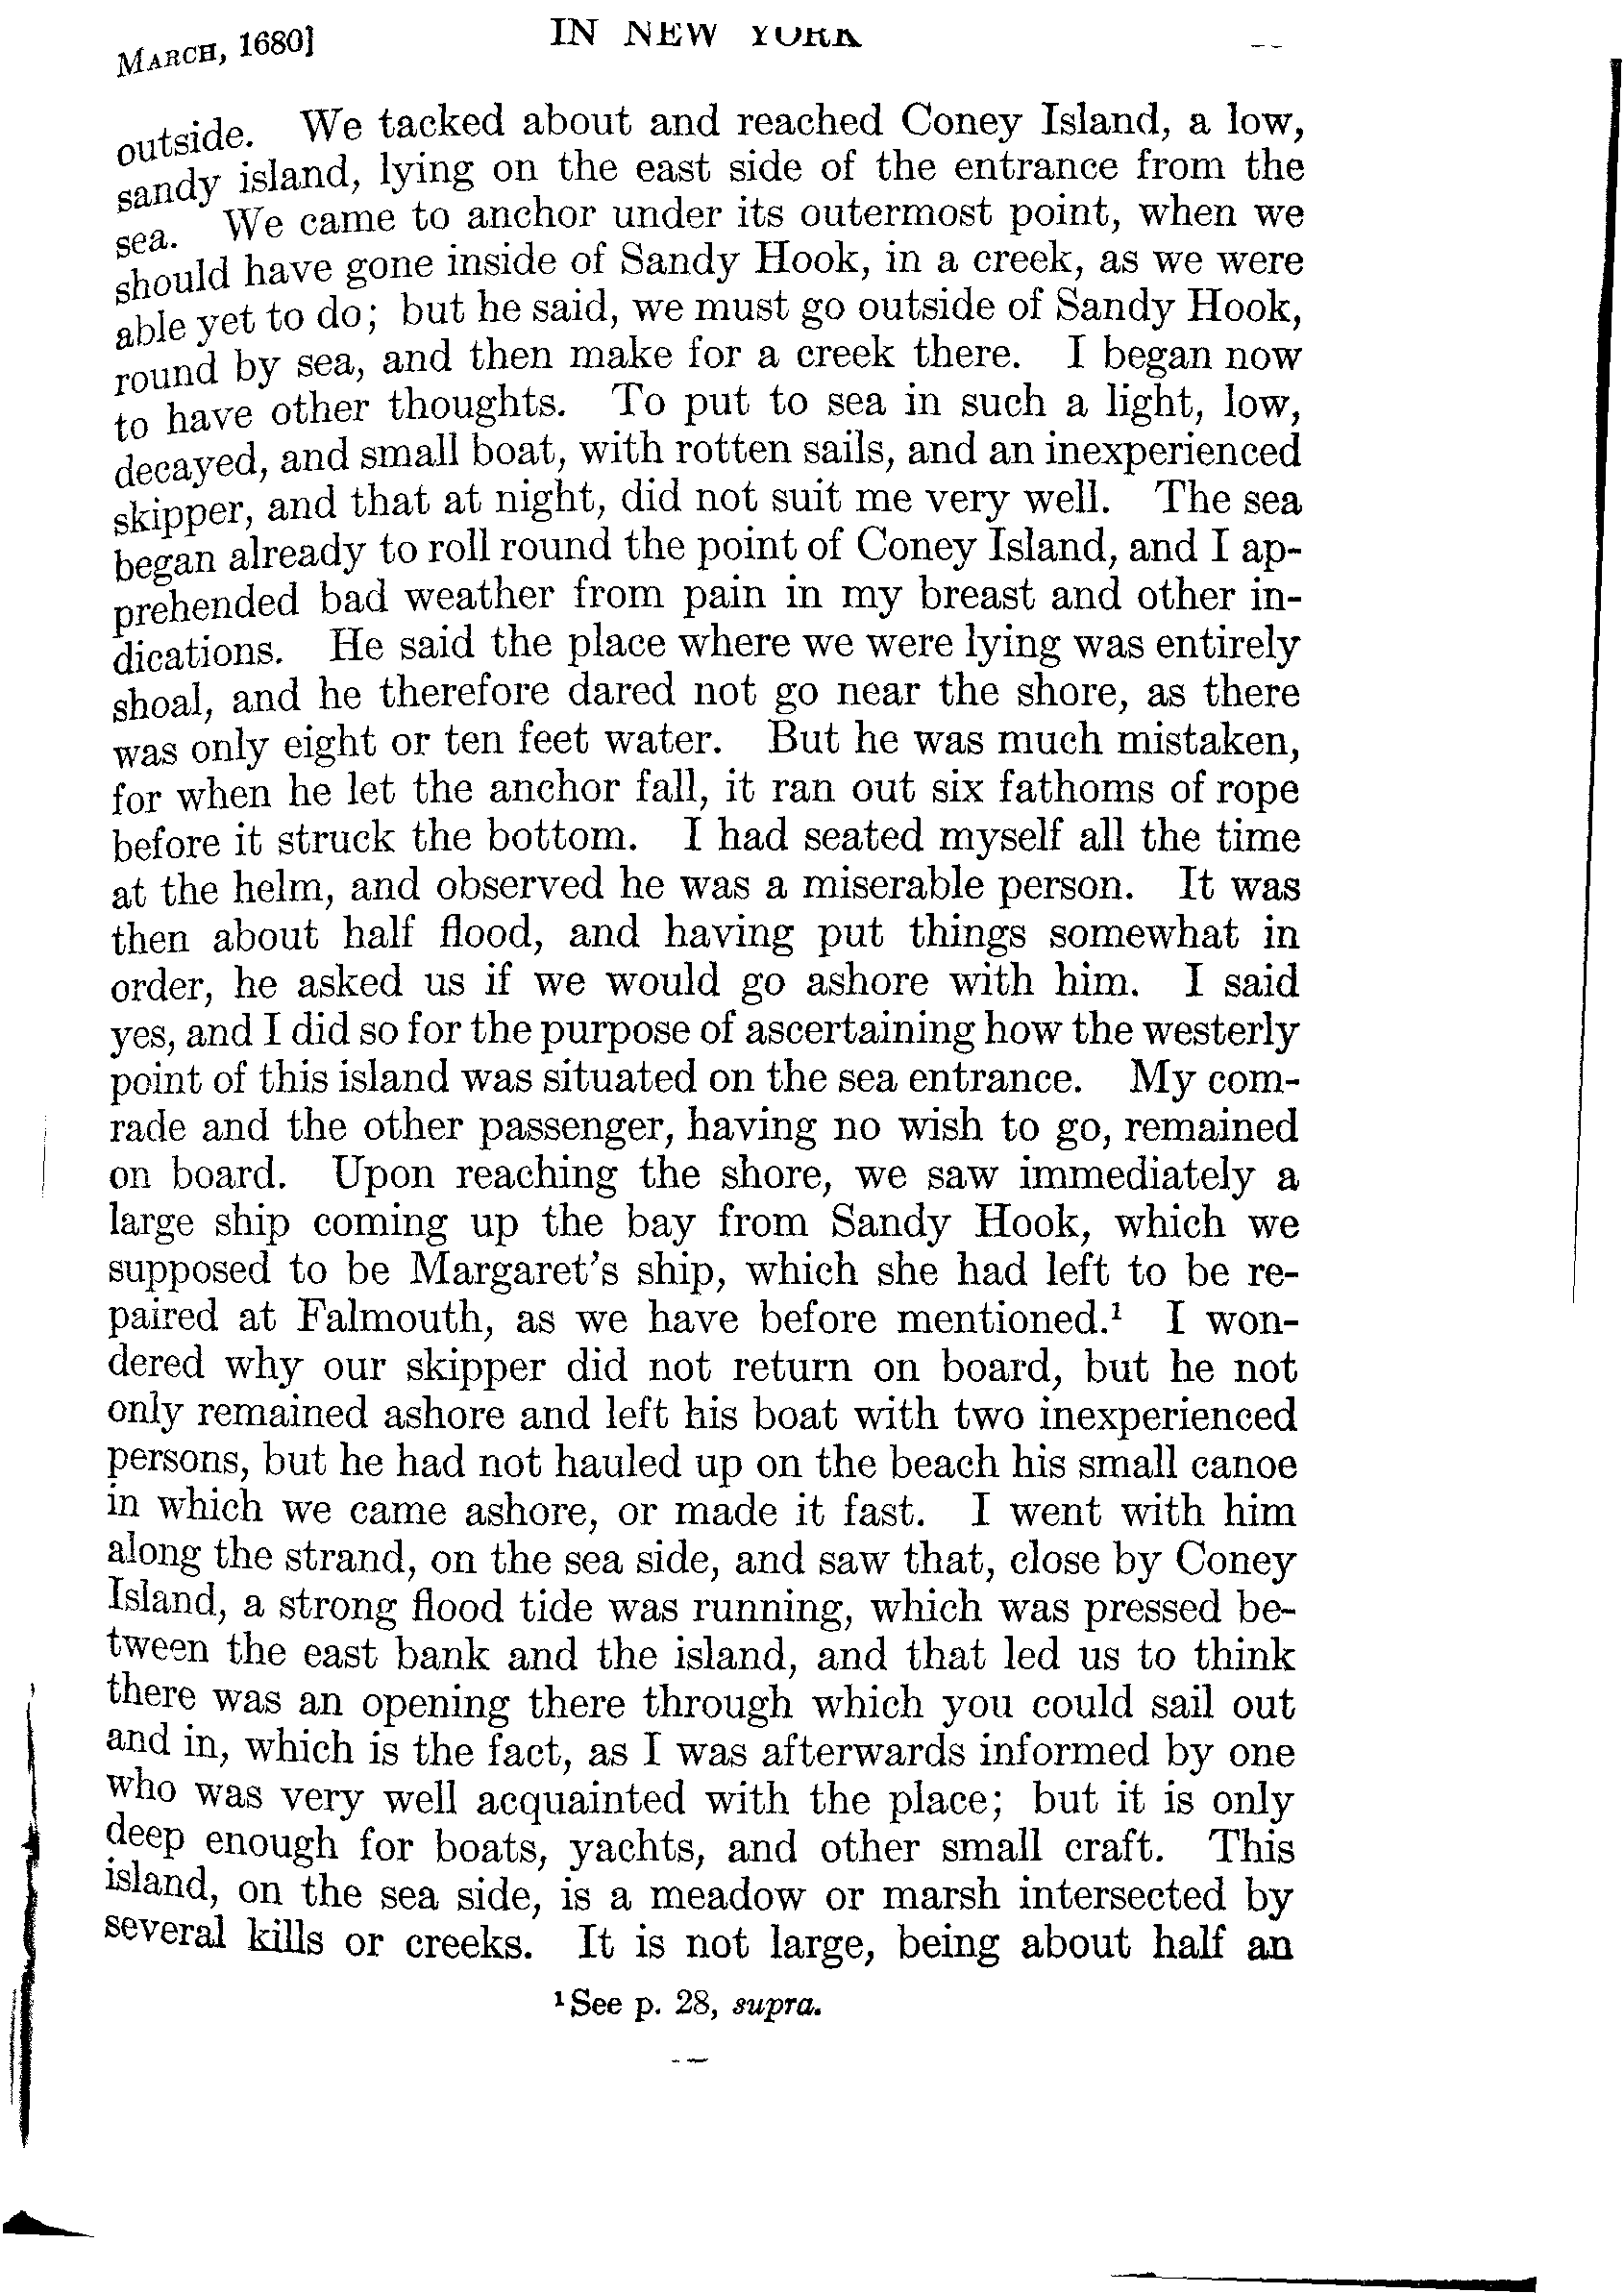 MARCH, 1680]
IN NEW YORK
outside. We tacked about and reached Coney Island, a low,
sandy island, lying on the east side of the entrance from the
sea. We came to anchor under its outermost point, when we
should have gone inside of Sandy Hook, in a creek, as we were
able yet to do; but he said, we must go outside of Sandy Hook,
round by sea, and then make for a creek there. I began now
to have other thoughts. To put to sea in such a light, low,
decayed, and small boat, with rotten sails, and an inexperienced
skipper, and that at night, did not suit me very well. The sea
began already to roll round the point of Coney Island, and I ap-
prehended bad weather from pain in my breast and other in-
dications. He said the place where we were lying was entirely
shoal, and he therefore dared not go near the shore, as there
was only eight or ten feet water. But he was much mistaken,
for when he let the anchor fall, it ran out six fathoms of rope
before it struck the bottom. I had seated myself all the time
at the helm, and observed he was a miserable person. It was
then about half flood, and having put things somewhat in
order, he asked us if we would go ashore with him. I said
yes, and I did so for the purpose of ascertaining how the westerly
point of this island was situated on the sea entrance. My com-
rade and the other passenger, having no wish to go, remained
on board. Upon reaching the shore, we saw immediately a
large ship coming up the bay from Sandy Hook, which we
supposed to be Margaret's ship, which she had left to be re-
paired at Falmouth, as we have before mentioned.¹ I won-
dered why our skipper did not return on board, but he not
only remained ashore and left his boat with two inexperienced
persons, but he had not hauled up on the beach his small canoe
in which we came ashore, or made it fast. I went with him
along the strand, on the sea side, and saw that, close by Coney
Island, a strong flood tide was running, which was pressed be-
tween the east bank and the island, and that led us to think
there was an opening there through which you could sail out
and in, which is the fact, as I was afterwards informed by one
who was very well acquainted with the place; but it is only
deep enough for boats, yachts, and other small craft. This
island, on the sea side, is a meadow or marsh intersected by
several kills or creeks. It is not large, being about half an
¹ See p. 28, supra.